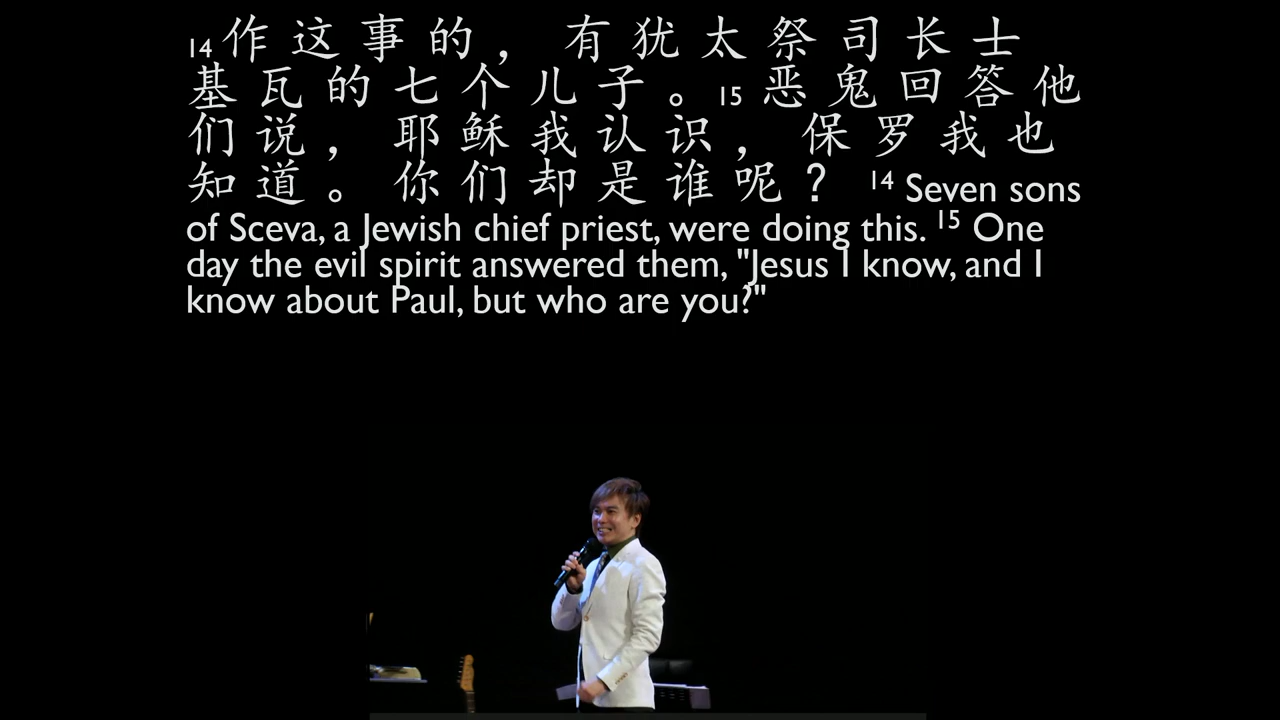 14作这事的，有犹太祭司长士
基瓦的七个儿子。15恶鬼回答他
们说，耶稣我认识，保罗我也
知道。你们却是谁呢？ 14 Seven sons
of Sceva, a Jewish chief priest, were doing this. 15 One
day the evil spirit answered them, "Jesus I know, and I
know about Paul, but who are you?"